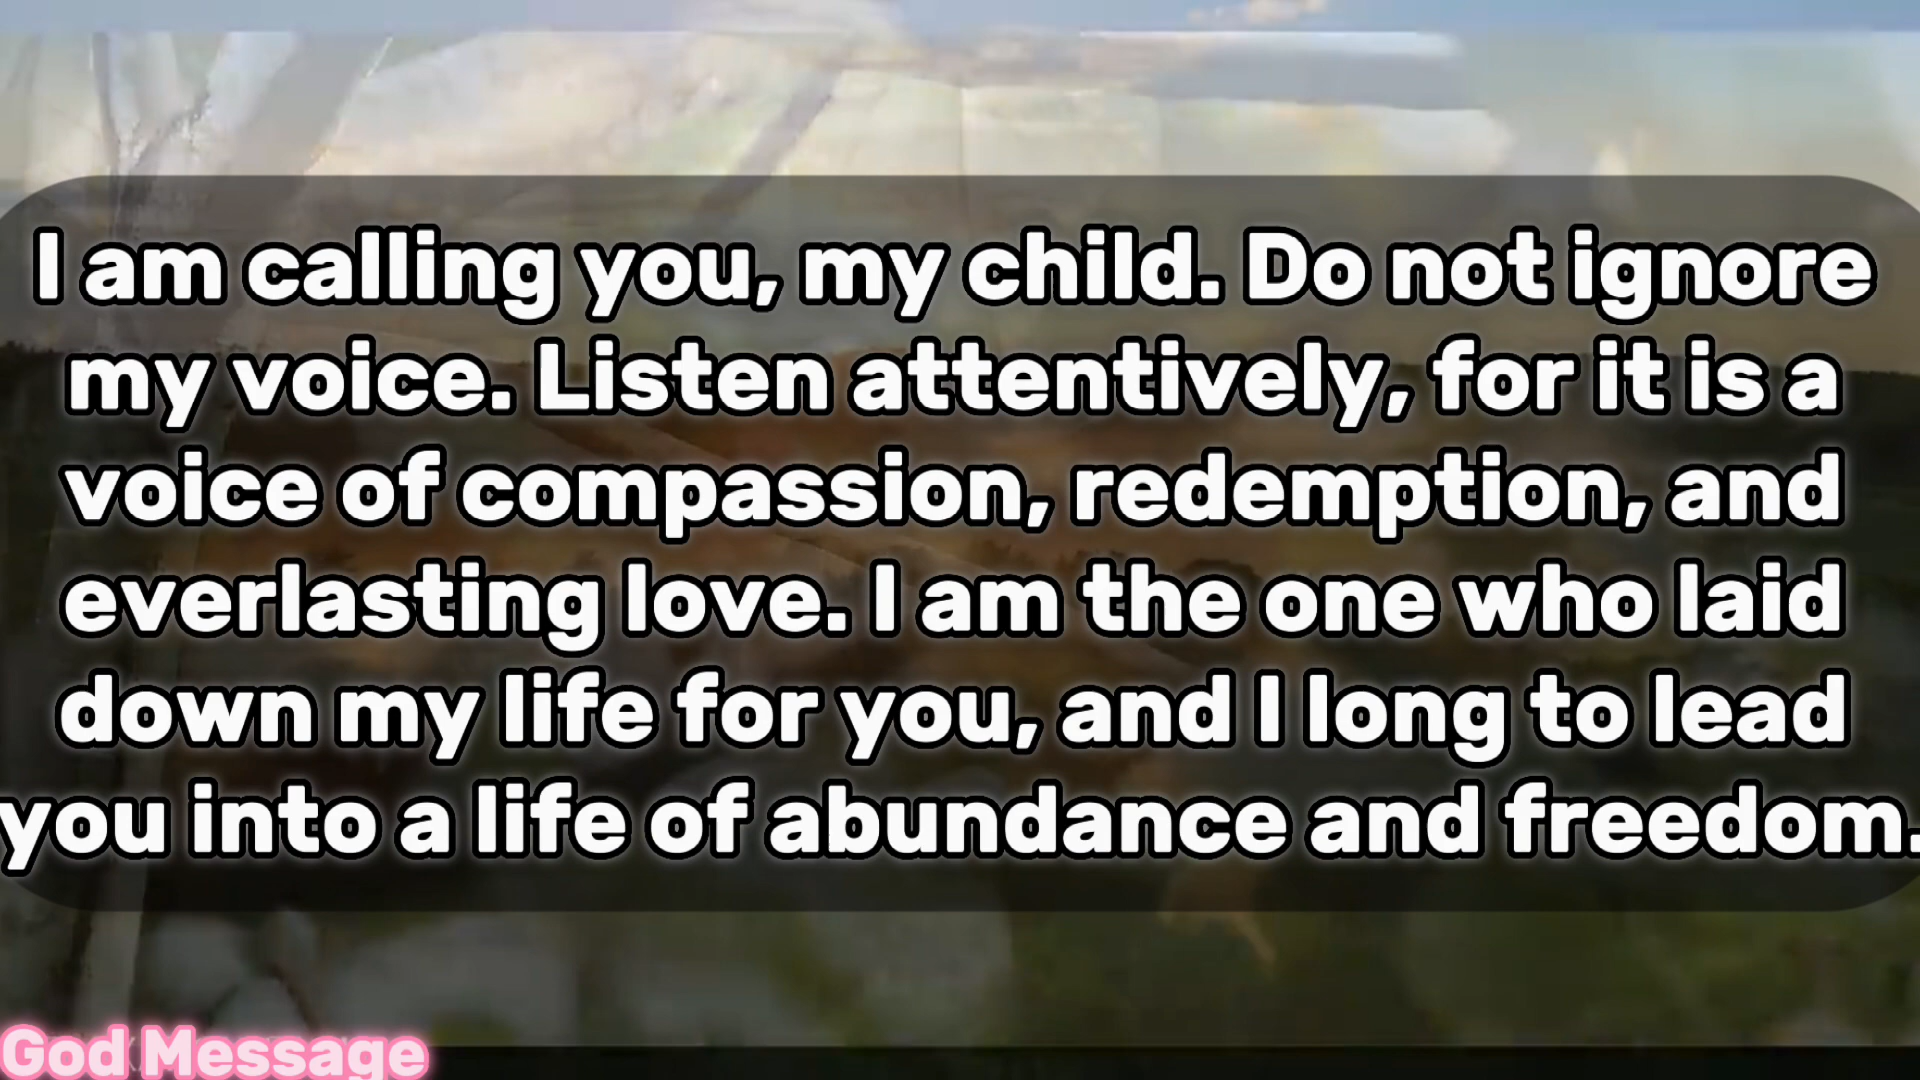 I am calling you, my child. Do not ignore
my voice. Listen attentively, for it is a
voice of compassion, redemption, and
everlasting love. I am the one who laid
down my life for you, and I long to lead
you into a life of abundance and freedom.
God Message